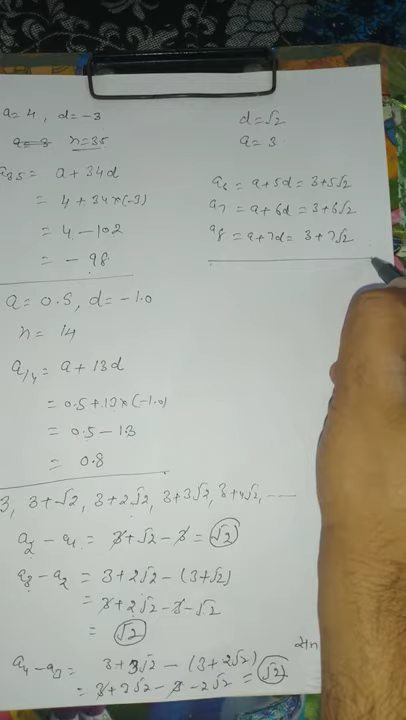 a=4, d=-3
a=3 n=35
a35 = a+34d
= 4+34×(-3)
= 4-102
= -98
a=0.5, d=-1.0
n=14
a14 = a+13d
= 0.5+13×(-1.0)
= 0.5-13
= 0.8
3, 3+√2, 3+2√2, 3+3√2, 3+4√2, ......
a2-a1 = 3+√2-3 = √2
a3-a2 = 3+2√2-(3+√2)
= 3+2√2-3-√2
= √2
a4-a3 = 3+3√2-(3+2√2)
= 3+3√2-3-2√2 = √2
d=√2
a=3
a6 = a+5d = 3+5√2
a7 = a+6d = 3+6√2
a8 = a+7d = 3+7√2